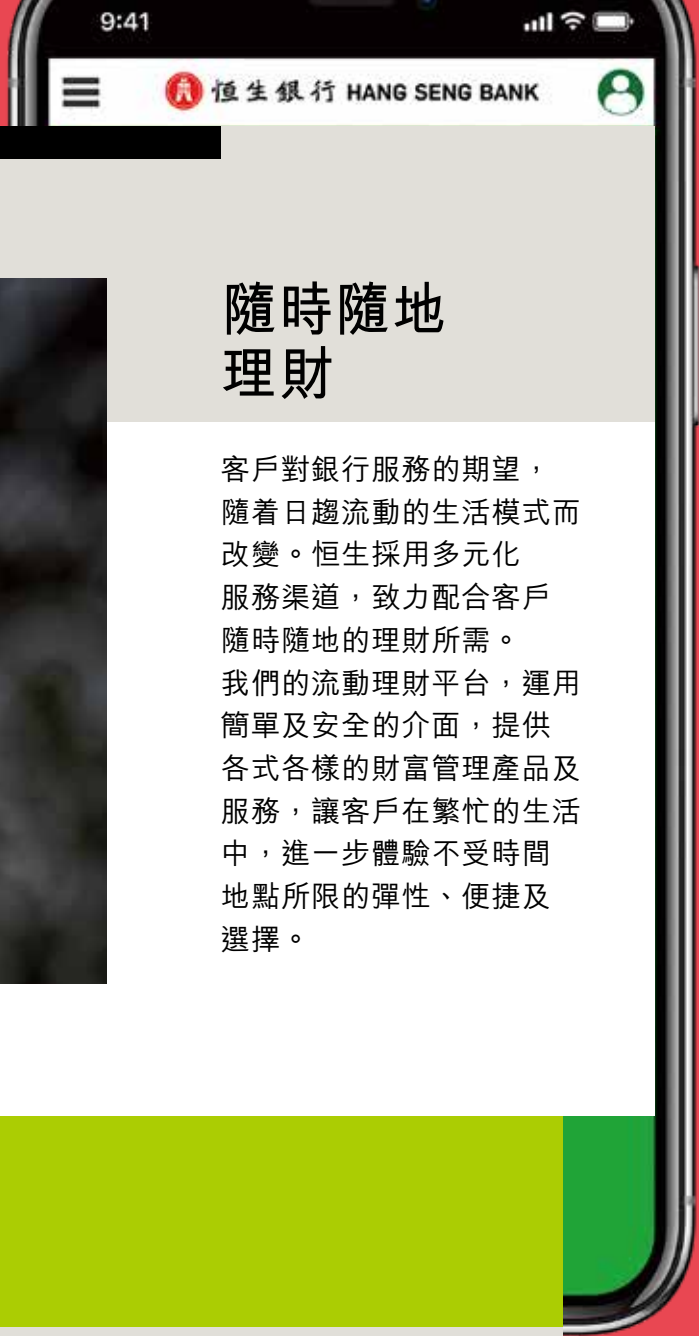 9:41
恒生銀行 HANG SENG BANK
隨時隨地
理財
客戶對銀行服務的期望，
隨着日趨流動的生活模式而
改變。恒生採用多元化
服務渠道，致力配合客戶
隨時隨地的理財所需。
我們的流動理財平台，運用
簡單及安全的介面，提供
各式各樣的財富管理產品及
服務，讓客戶在繁忙的生活
中，進一步體驗不受時間
地點所限的彈性、便捷及
選擇。